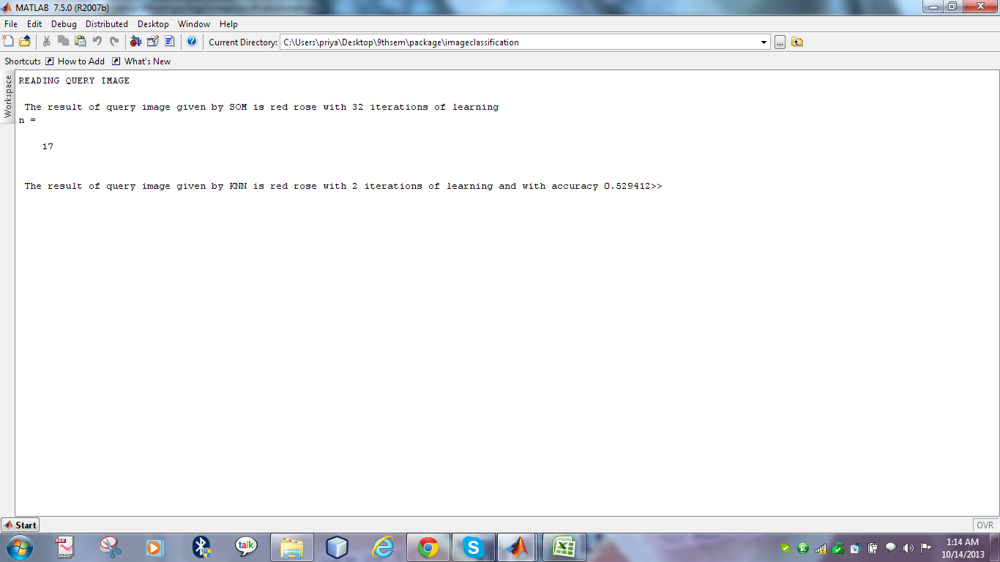 MATLAB 7.5.0 (R2007b)
File Edit Debug Distributed Desktop Window Help
Current Directory: C:\Users\priya\Desktop\9thsem\package\imageclassification ...
Shortcuts How to Add What's New
Workspace
READING QUERY IMAGE
The result of query image given by SOM is red rose with 32 iterations of learning
n =
17
The result of query image given by KNN is red rose with 2 iterations of learning and with accuracy 0.529412>>
Start OVR
PDF
talk
1:14 AM
10/14/2013